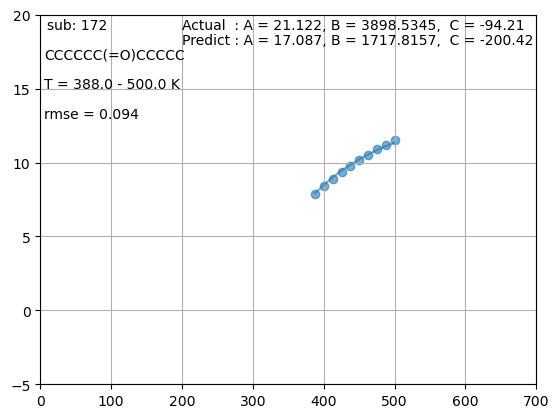 sub: 172
Actual  : A = 21.122, B = 3898.5345,  C = -94.21
Predict : A = 17.087, B = 1717.8157,  C = -200.42
CCCCCC(=O)CCCCC
T = 388.0 - 500.0 K
rmse = 0.094
20
15
10
5
0
−5
0 100 200 300 400 500 600 700